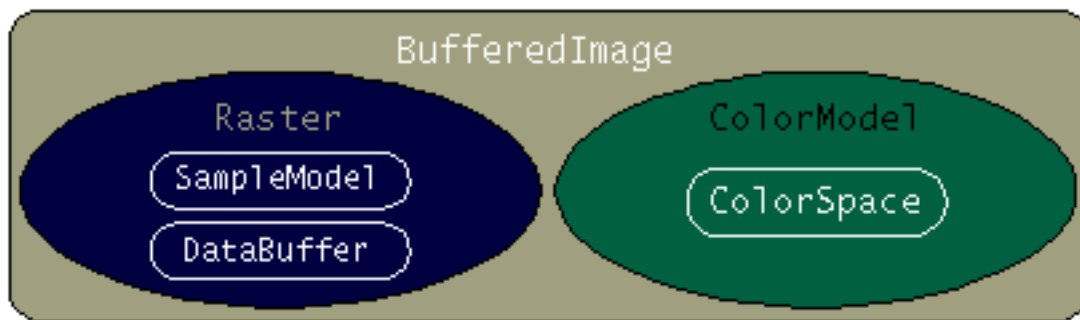 BufferedImage
Raster
SampleModel
DataBuffer
ColorModel
ColorSpace